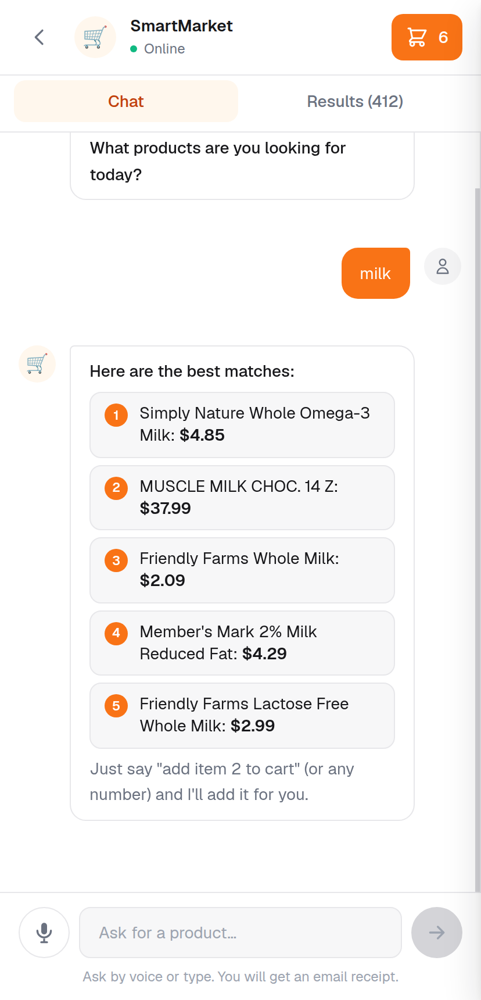 SmartMarket
Online
6
Chat
Results (412)
What products are you looking for
today?
milk
Here are the best matches:
1 Simply Nature Whole Omega-3
Milk: $4.85
2 MUSCLE MILK CHOC. 14 Z:
$37.99
3 Friendly Farms Whole Milk:
$2.09
4 Member's Mark 2% Milk
Reduced Fat: $4.29
5 Friendly Farms Lactose Free
Whole Milk: $2.99
Just say "add item 2 to cart" (or any
number) and I'll add it for you.
Ask for a product...
Ask by voice or type. You will get an email receipt.